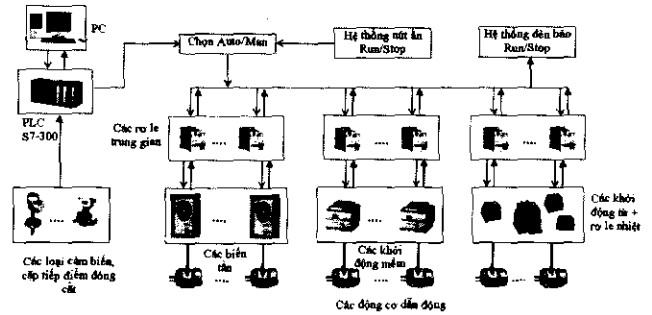 PC
Chọn Auto/Man
Hệ thống nút ấn
Run/Stop
Hệ thống đèn báo
Run/Stop
PLC
S7-300
Các rơ le
trung gian
....
....
....
....
....
....
Các khởi
động từ +
rơ le nhiệt
Các loại cảm biến,
cặp tiếp điểm đóng
cắt
Các biến
tần
Các khởi
động mềm
....
....
....
Các động cơ dẫn động